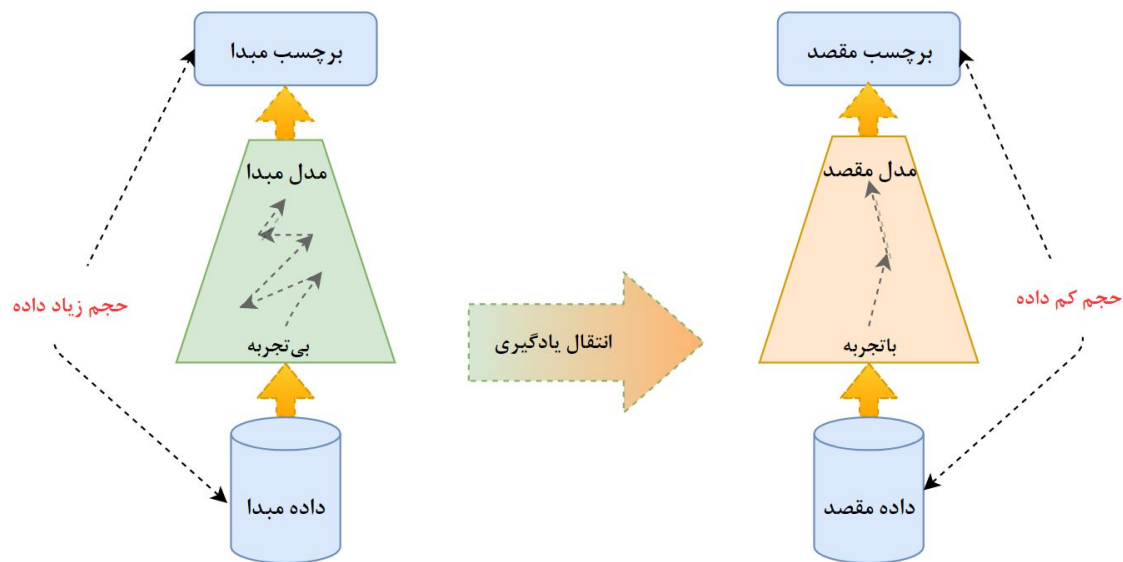 برچسب مبدا
برچسب مقصد
مدل مبدا
مدل مقصد
حجم زیاد داده
حجم کم داده
بی‌تجربه
انتقال یادگیری
باتجربه
داده مبدا
داده مقصد